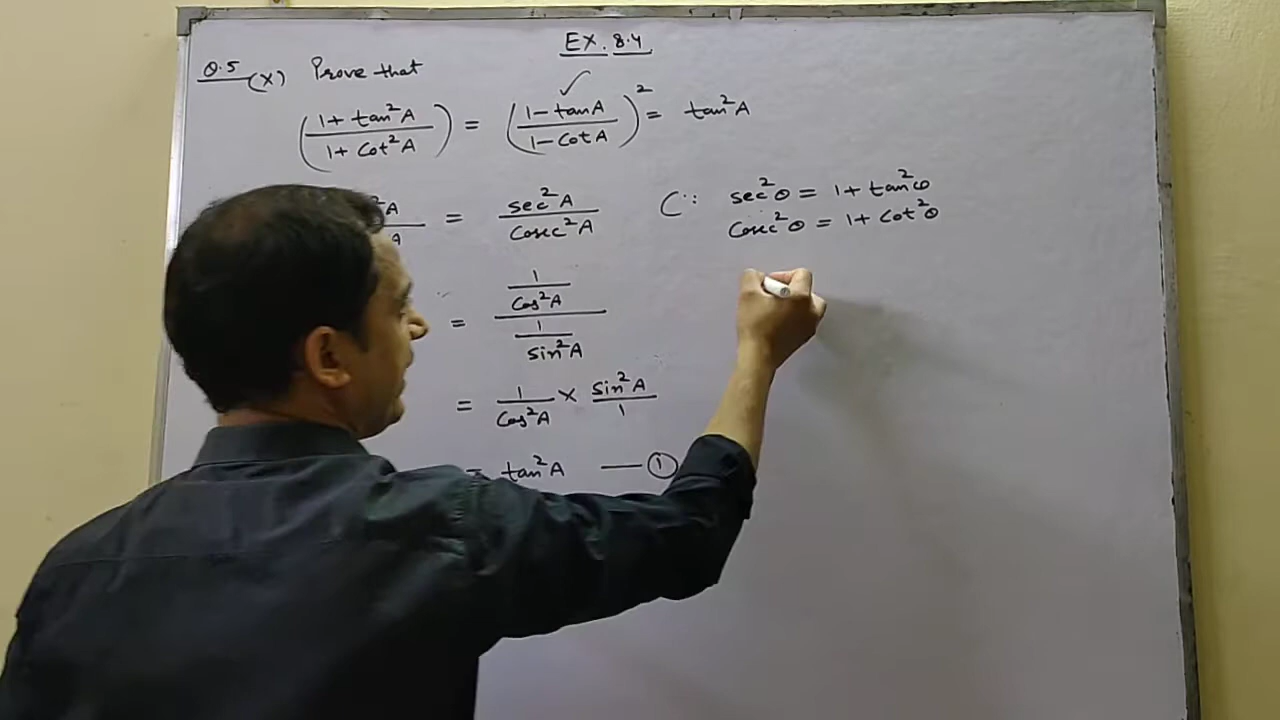 EX. 8.4
Q.5 (x) Prove that
(1 + tan²A / 1 + Cot²A) = (1 - tanA / 1 - CotA)² = tan²A
²A / A = sec²A / Cosec²A
(∵ sec²θ = 1 + tan²θ
Cosec²θ = 1 + Cot²θ
= 1/Cos²A / 1/sin²A
= 1/Cos²A × sin²A/1
= tan²A — ①